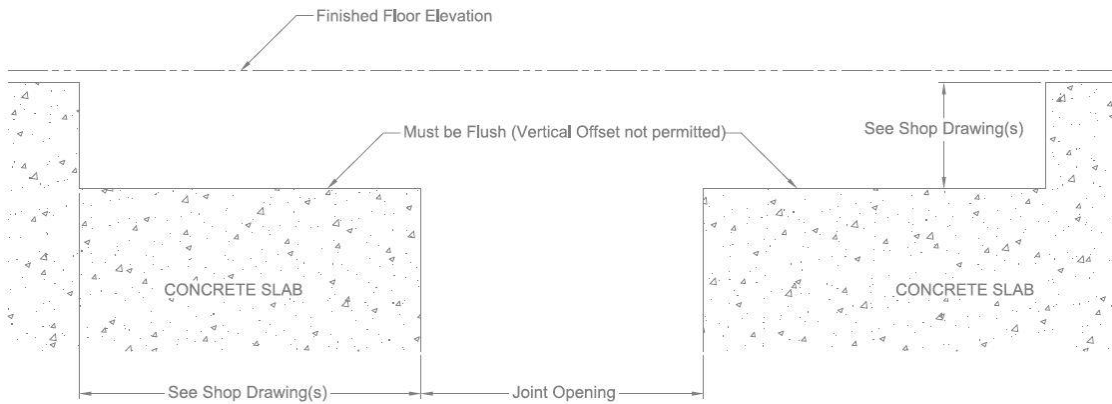 Finished Floor Elevation
Must be Flush (Vertical Offset not permitted)
See Shop Drawing(s)
CONCRETE SLAB
CONCRETE SLAB
See Shop Drawing(s)
Joint Opening